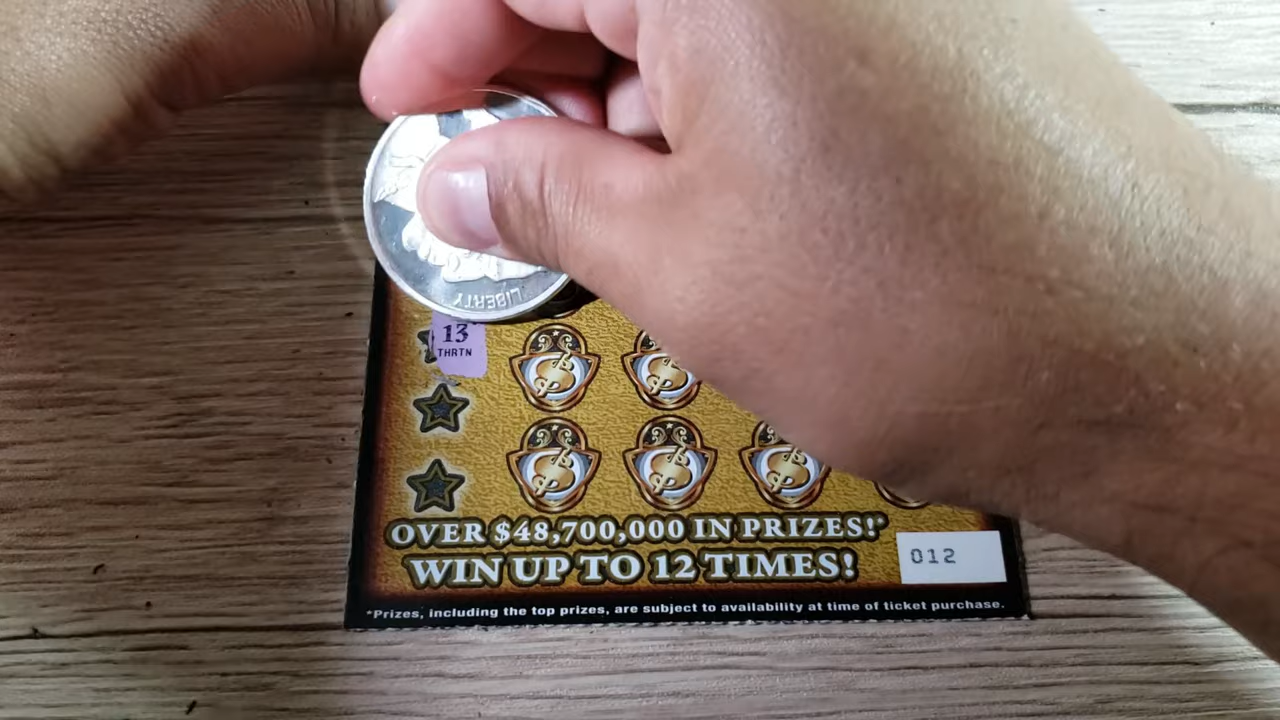 LIBERTY
13
THRTN
OVER $48,700,000 IN PRIZES!*
WIN UP TO 12 TIMES!
012
*Prizes, including the top prizes, are subject to availability at time of ticket purchase.